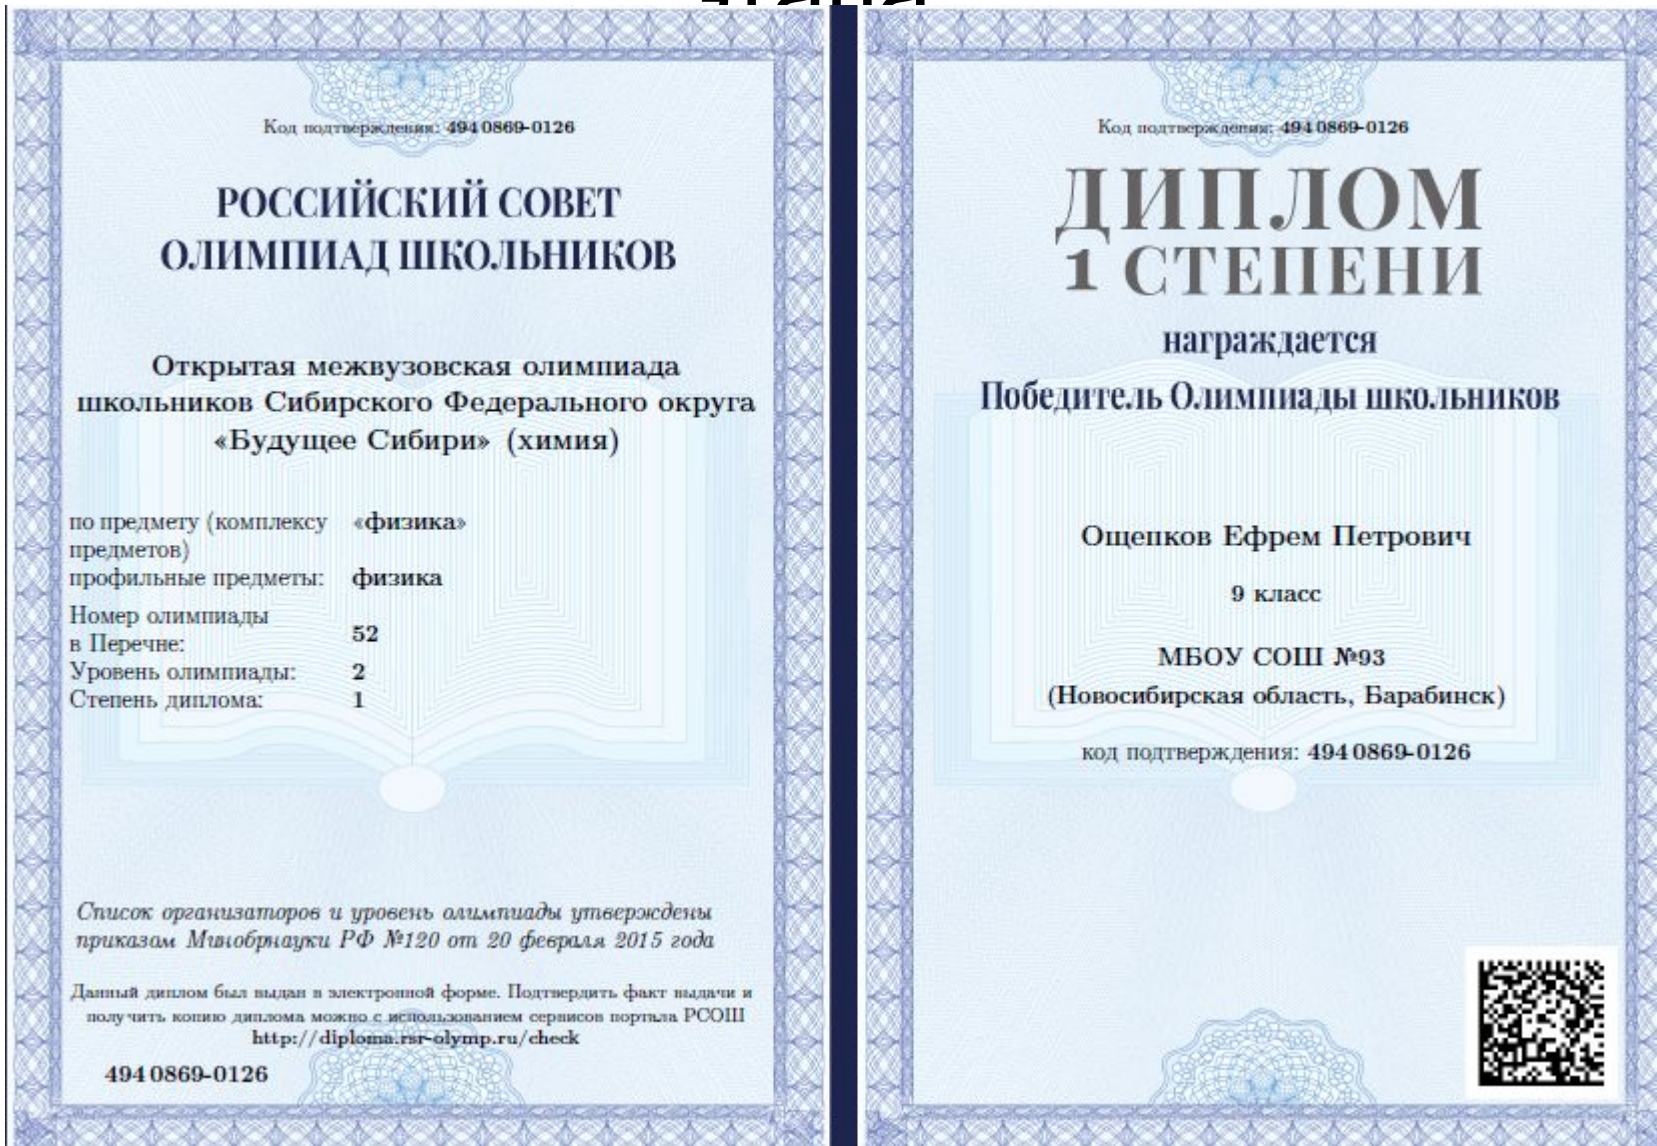 Код подтверждения: 494 0869-0126
РОССИЙСКИЙ СОВЕТ
ОЛИМПИАД ШКОЛЬНИКОВ
Открытая межвузовская олимпиада
школьников Сибирского Федерального округа
«Будущее Сибири» (химия)
по предмету (комплексу «физика»
предметов)
профильные предметы: физика
Номер олимпиады
в Перечне: 52
Уровень олимпиады: 2
Степень диплома: 1
Список организаторов и уровень олимпиады утверждены
приказом Минобрнауки РФ №120 от 20 февраля 2015 года
Данный диплом был выдан в электронной форме. Подтвердить факт выдачи и
получить копию диплома можно с использованием сервисов портала РСОШ
http://diploma.rsr-olymp.ru/check
494 0869-0126
Код подтверждения: 494 0869-0126
ДИПЛОМ
1 СТЕПЕНИ
награждается
Победитель Олимпиады школьников
Ощепков Ефрем Петрович
9 класс
МБОУ СОШ №93
(Новосибирская область, Барабинск)
код подтверждения: 494 0869-0126